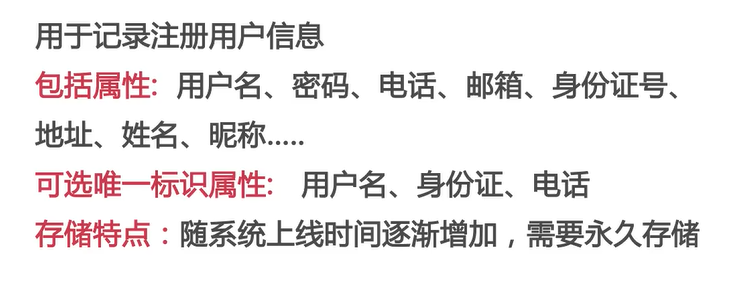 用于记录注册用户信息
包括属性: 用户名、密码、电话、邮箱、身份证号、
地址、姓名、昵称.....
可选唯一标识属性: 用户名、身份证、电话
存储特点：随系统上线时间逐渐增加，需要永久存储